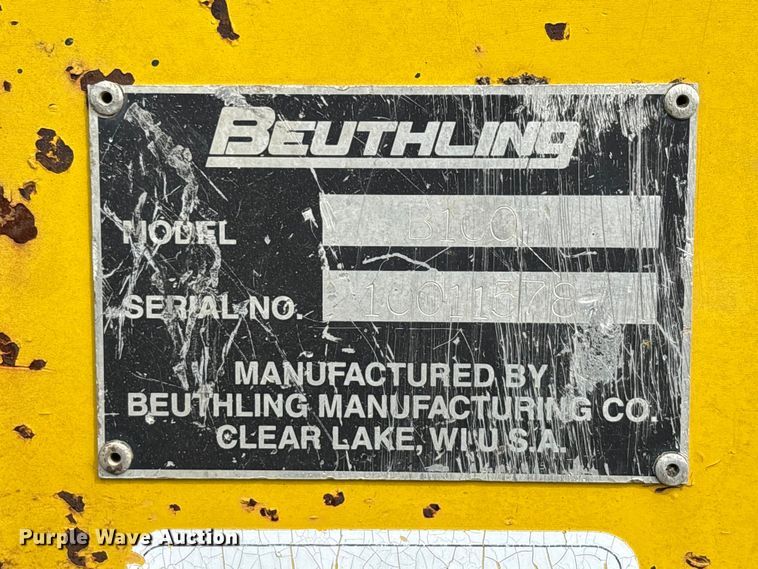 BEUTHLING
MODEL B100
SERIAL NO.
MANUFACTURED BY
BEUTHLING MANUFACTURING CO.
CLEAR LAKE, WI U.S.A.
Purple Wave Auction